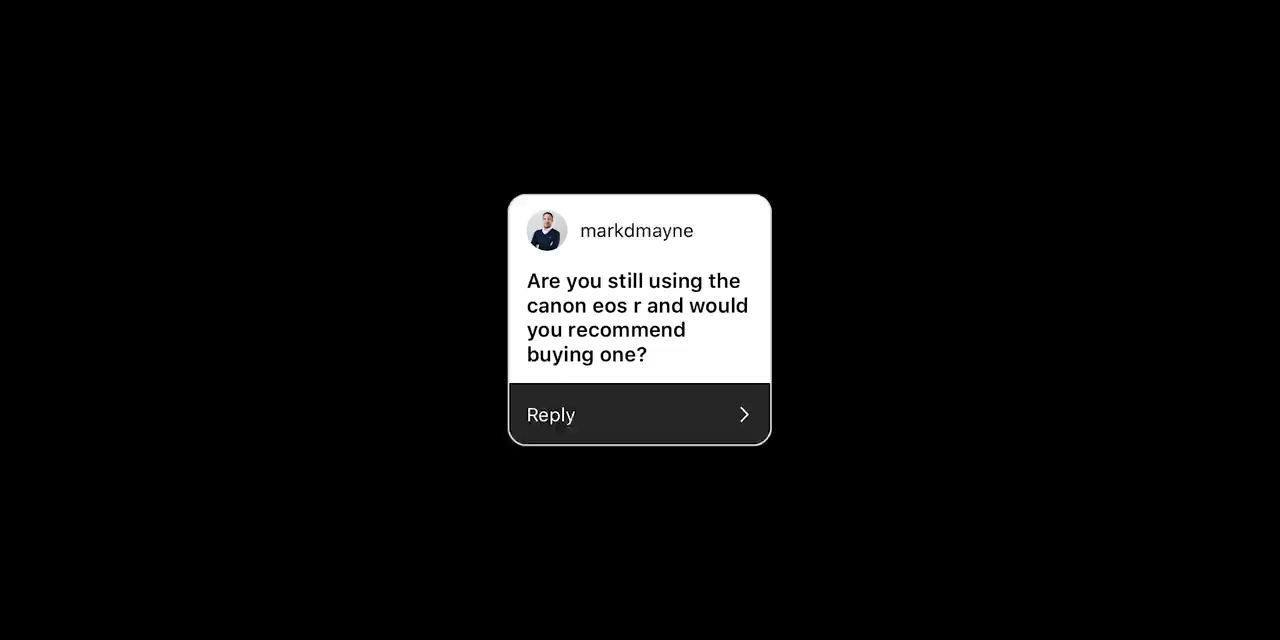 markdmayne
Are you still using the
canon eos r and would
you recommend
buying one?
Reply